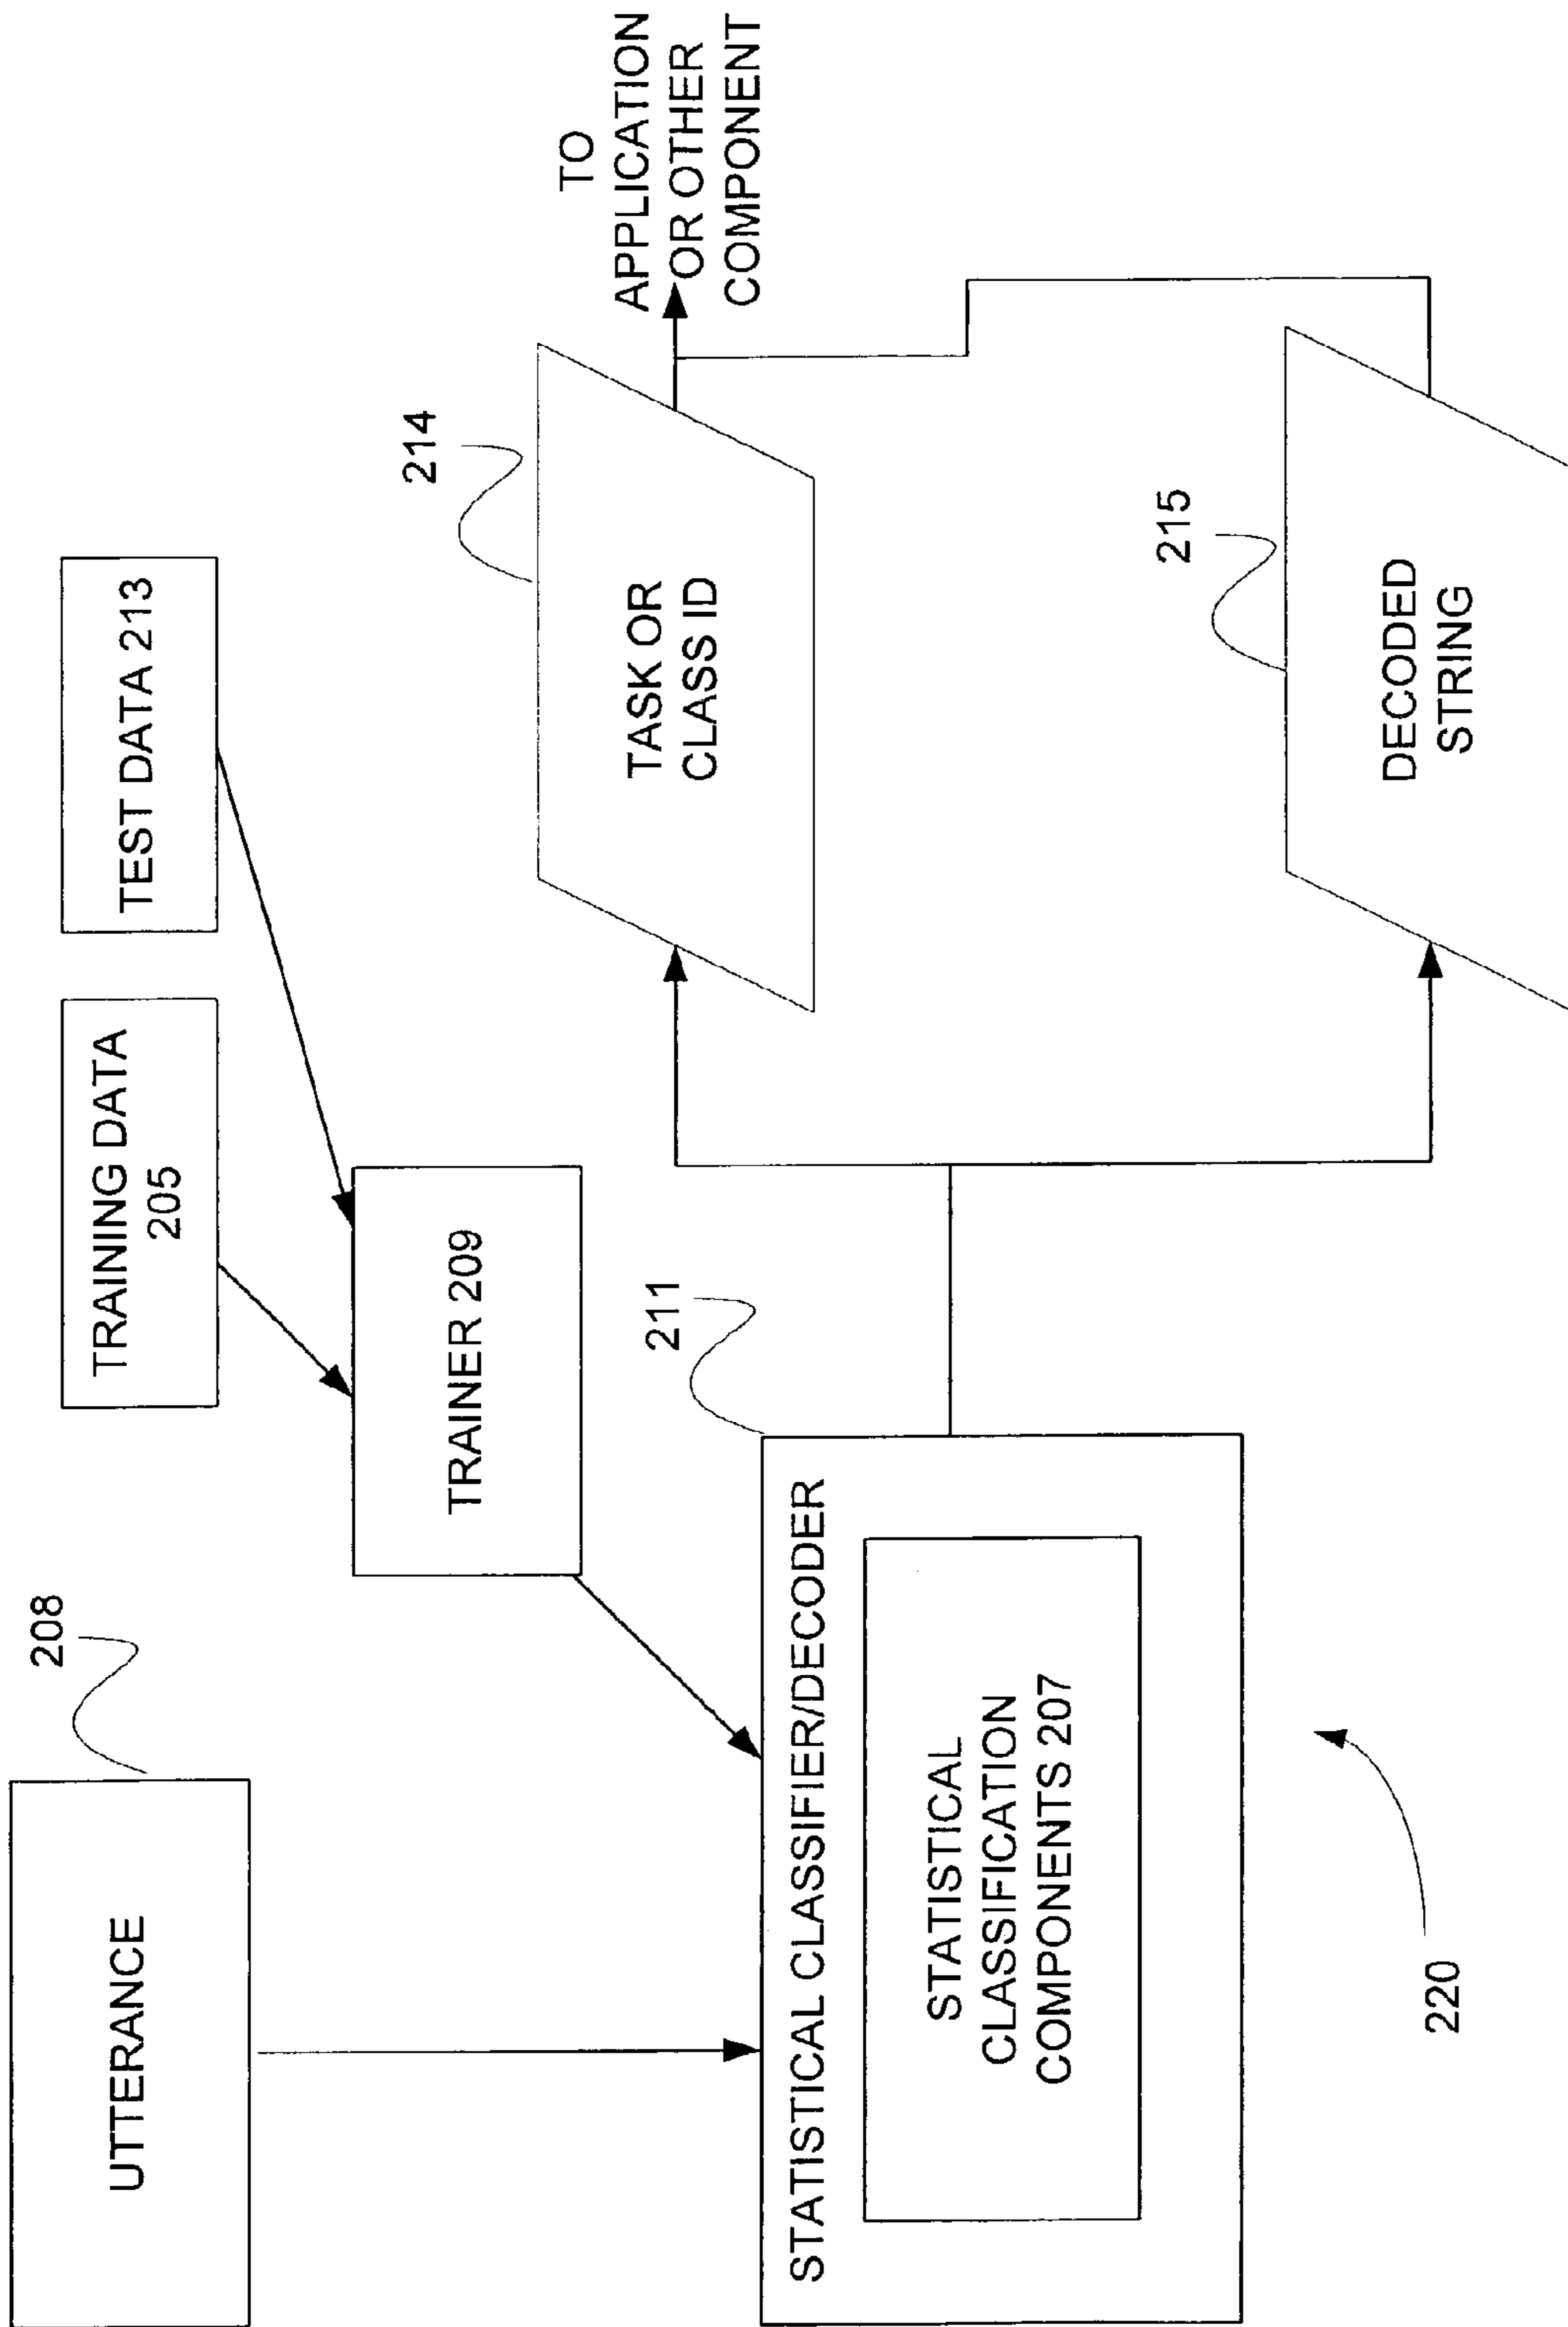 UTTERANCE
208
TRAINING DATA
205
TEST DATA 213
TRAINER 209
211
STATISTICAL CLASSIFIER/DECODER
STATISTICAL
CLASSIFICATION
COMPONENTS 207
220
214
TASK OR
CLASS ID
TO
APPLICATION
OR OTHER
COMPONENT
215
DECODED
STRING